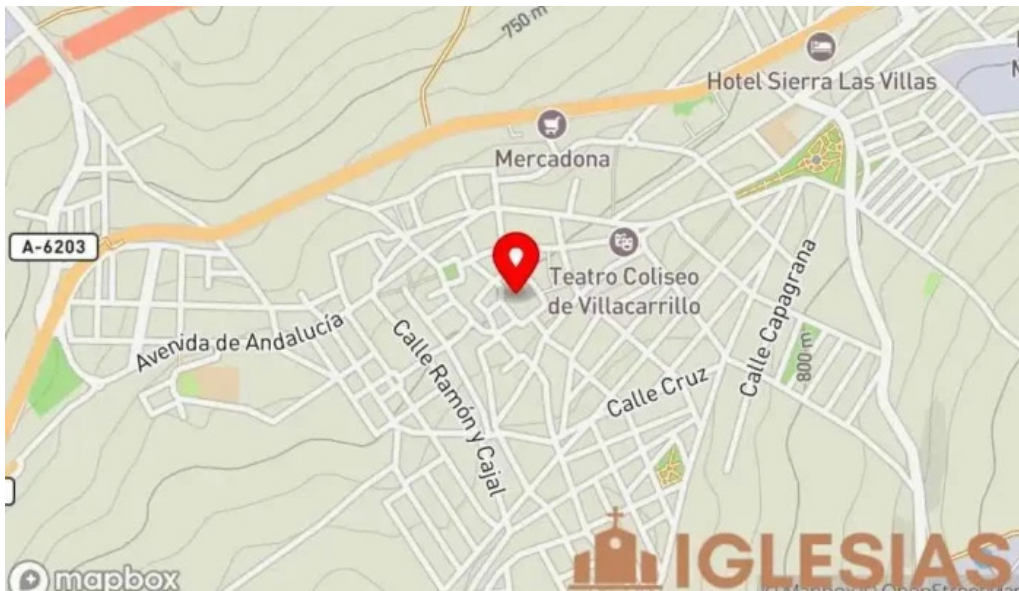 750 m
Hotel Sierra Las Villas
Mercadona
A-6203
Teatro Coliseo
de Villacarrillo
Avenida de Andalucía
Calle Ramón y Cajal
Calle Cruz
Calle Capagrana
800 m
IGLESIAS
mapbox